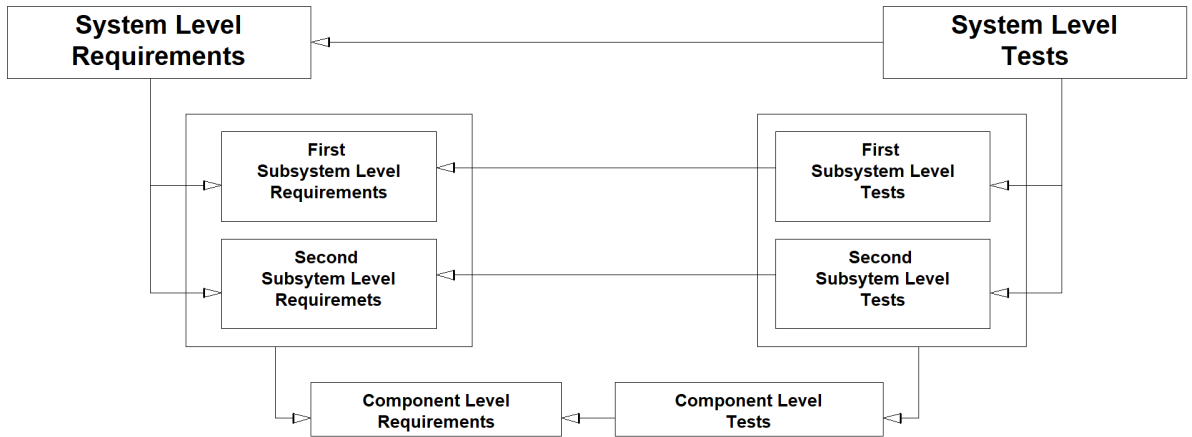 System Level
Requirements
System Level
Tests
First
Subsystem Level
Requirements
First
Subsystem Level
Tests
Second
Subsytem Level
Requiremets
Second
Subsytem Level
Tests
Component Level
Requirements
Component Level
Tests